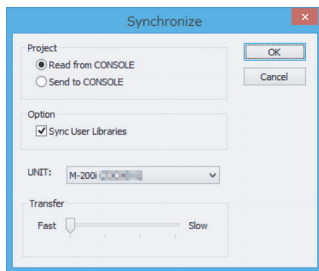 Synchronize
Project
Read from CONSOLE
Send to CONSOLE
OK
Cancel
Option
Sync User Libraries
UNIT:
M-200i
Transfer
Fast
Slow